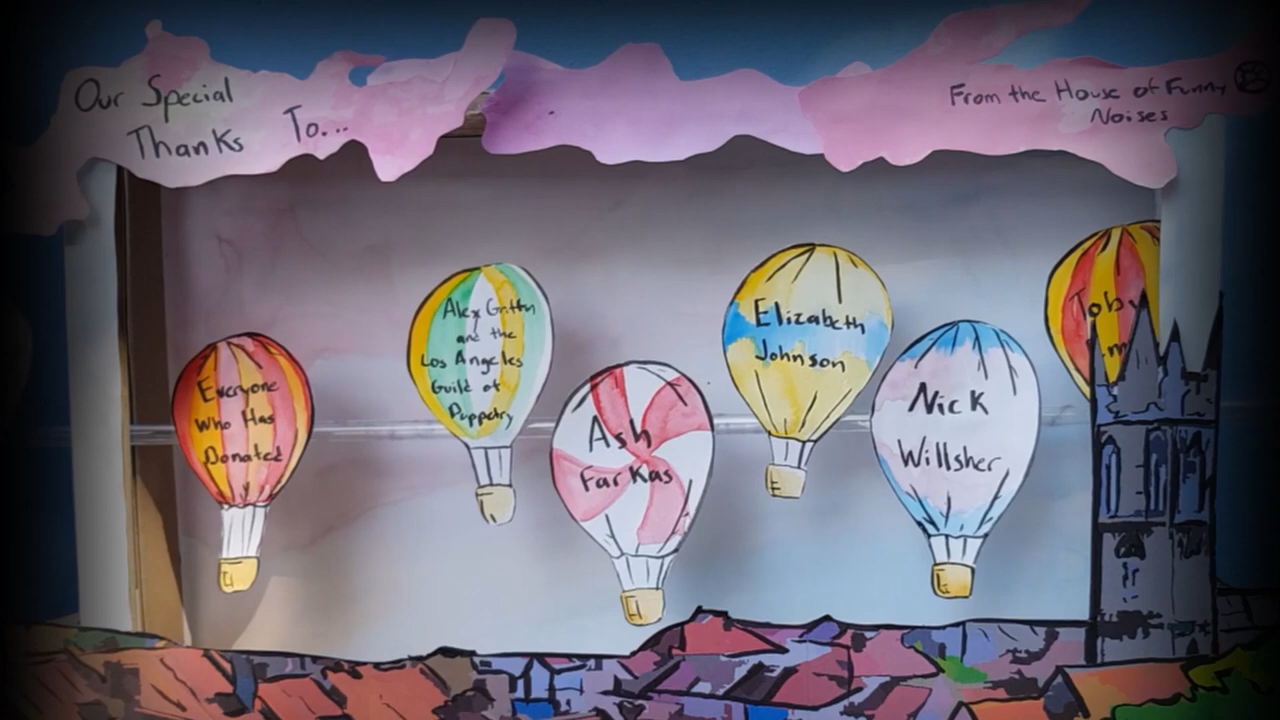 Our Special
Thanks To...
From the House of Funny
Noises
Everyone
Who Has
Donated
Alex Griffin
and the
Los Angeles
Guild of
Puppetry
Ash
Farkas
Elizabeth
Johnson
Nick
Willsher
Toby